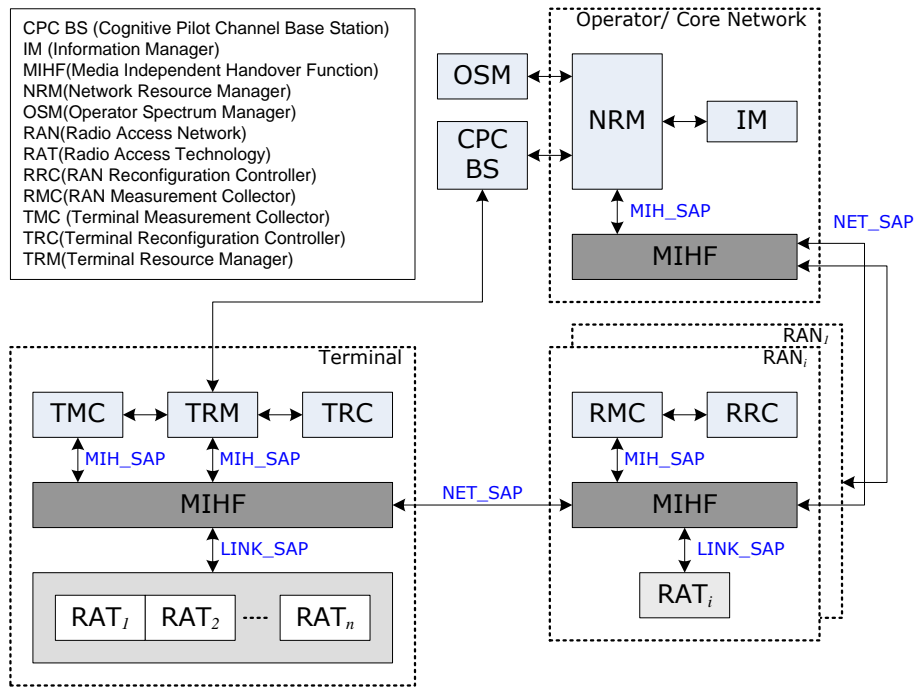 CPC BS (Cognitive Pilot Channel Base Station)
IM (Information Manager)
MIHF(Media Independent Handover Function)
NRM(Network Resource Manager)
OSM(Operator Spectrum Manager)
RAN(Radio Access Network)
RAT(Radio Access Technology)
RRC(RAN Reconfiguration Controller)
RMC(RAN Measurement Collector)
TMC (Terminal Measurement Collector)
TRC(Terminal Reconfiguration Controller)
TRM(Terminal Resource Manager)
Operator/ Core Network
OSM
CPC
BS
NRM
IM
MIH_SAP
NET_SAP
MIHF
Terminal
TMC
TRM
TRC
MIH_SAP
MIH_SAP
MIHF
LINK_SAP
RAT1
RAT2
RATn
NET_SAP
RAN1
RANi
RMC
RRC
MIH_SAP
MIHF
LINK_SAP
RATi